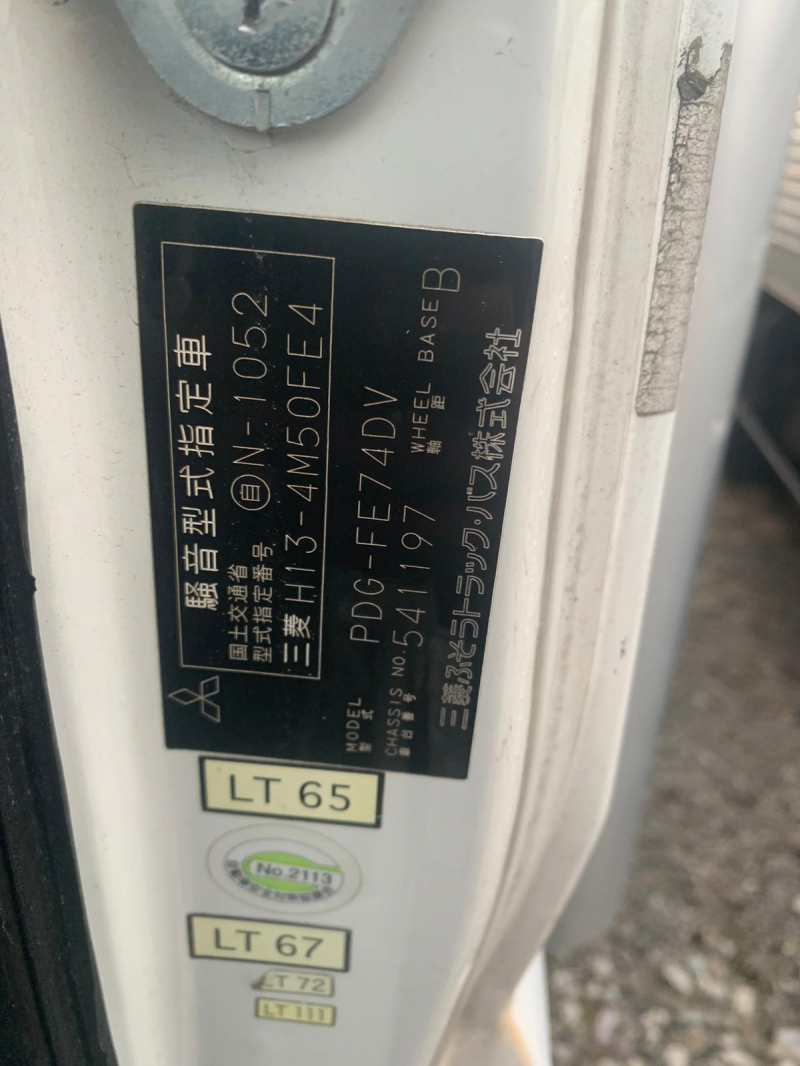 騒音型式指定車
国土交通省
型式指定番号 自N-1052
三菱 H13-4M50FE4
MODEL
型式 PDG-FE74DV
CHASSIS NO.
車台番号 541197
WHEEL BASE
軸距 B
三菱ふそうトラック・バス株式会社
LT 65
No.2113
LT 67
LT 72
LT 111